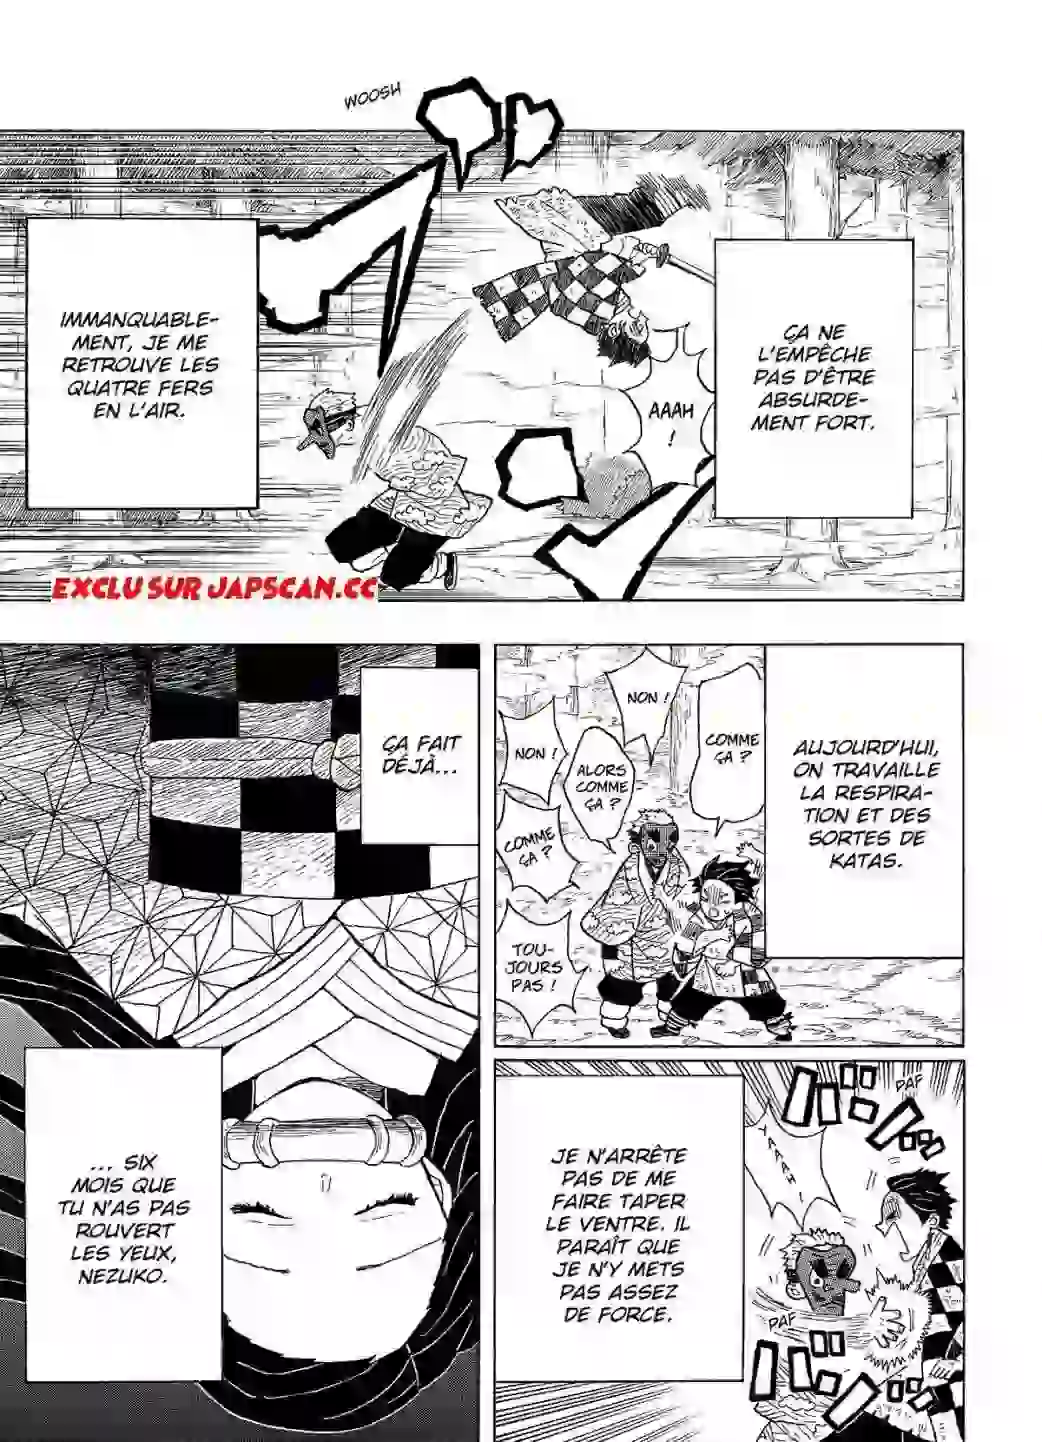 WOOSH
ÇA NE
L'EMPÊCHE
PAS D'ÊTRE
ABSURDE-
MENT FORT.
AAAH
!
IMMANQUABLE-
MENT, JE ME
RETROUVE LES
QUATRE FERS
EN L'AIR.
EXCLU SUR JAPSCAN.CC
AUJOURD'HUI,
ON TRAVAILLE
LA RESPIRA-
TION ET DES
SORTES DE
KATAS.
COMME
ÇA ?
NON !
ALORS
COMME
ÇA ?
NON !
COMME
ÇA ?
TOU-
JOURS
PAS !
PAF
YAAAH !
JE N'ARRÊTE
PAS DE ME
FAIRE TAPER
LE VENTRE. IL
PARAÎT QUE
JE N'Y METS
PAS ASSEZ
DE FORCE.
PAF
ÇA FAIT
DÉJÀ...
... SIX
MOIS QUE
TU N'AS PAS
ROUVERT
LES YEUX,
NEZUKO.